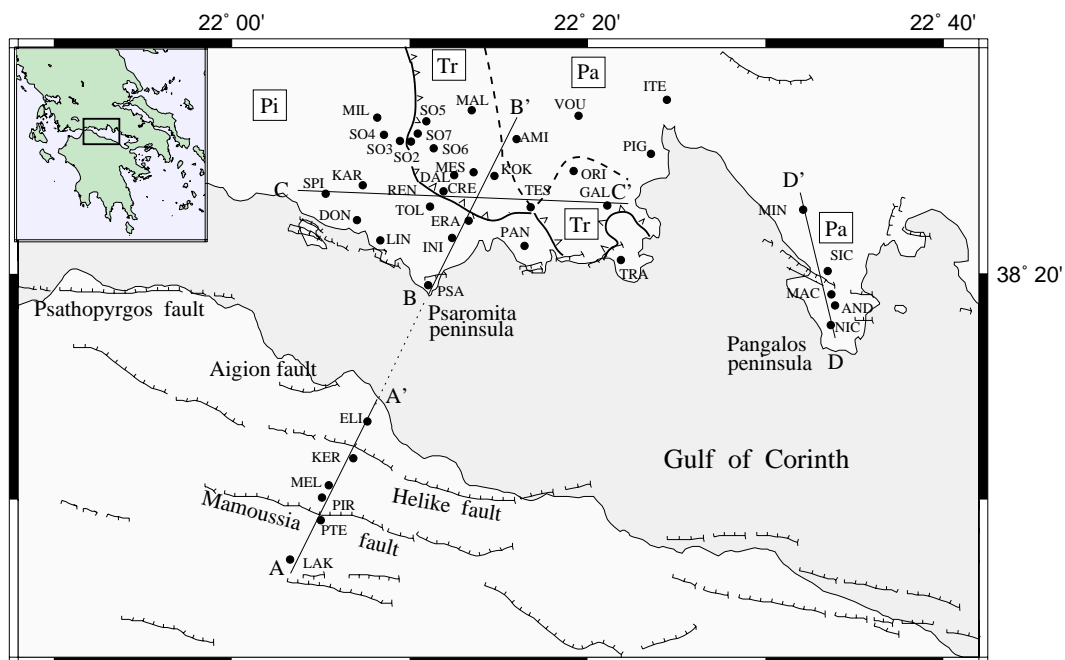 22° 00'
22° 20'
22° 40'
Tr
Pa
ITE
B'
MAL
VOU
Pi
MIL
SO5
SO4
SO7
AMI
SO3
SO2
SO6
PIG
MES
KOK
DAL
ORI
KAR
D'
C
SPI
REN
CRE
TES
GAL
C'
TOL
MIN
DON
ERA
Tr
Pa
LIN
INI
PAN
SIC
TRA
38° 20'
B
PSA
MAC
AND
Psathopyrgos fault
Psaromita
peninsula
NIC
Pangalos
peninsula
D
Aigion fault
A'
ELI
KER
Gulf of Corinth
MEL
Mamoussia
fault
PIR
Helike fault
PTE
A
LAK